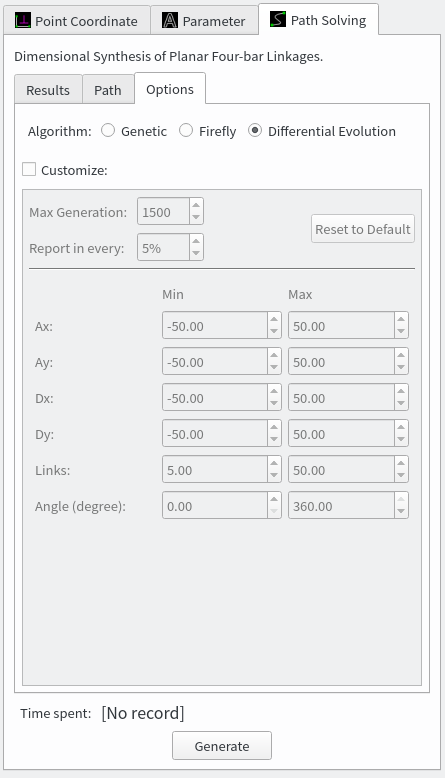 Point Coordinate Parameter Path Solving
Dimensional Synthesis of Planar Four-bar Linkages.
Results Path Options
Algorithm: Genetic Firefly Differential Evolution
Customize:
Max Generation: 1500
Reset to Default
Report in every: 5%
Min Max
Ax: -50.00 50.00
Ay: -50.00 50.00
Dx: -50.00 50.00
Dy: -50.00 50.00
Links: 5.00 50.00
Angle (degree): 0.00 360.00
Time spent: [No record]
Generate